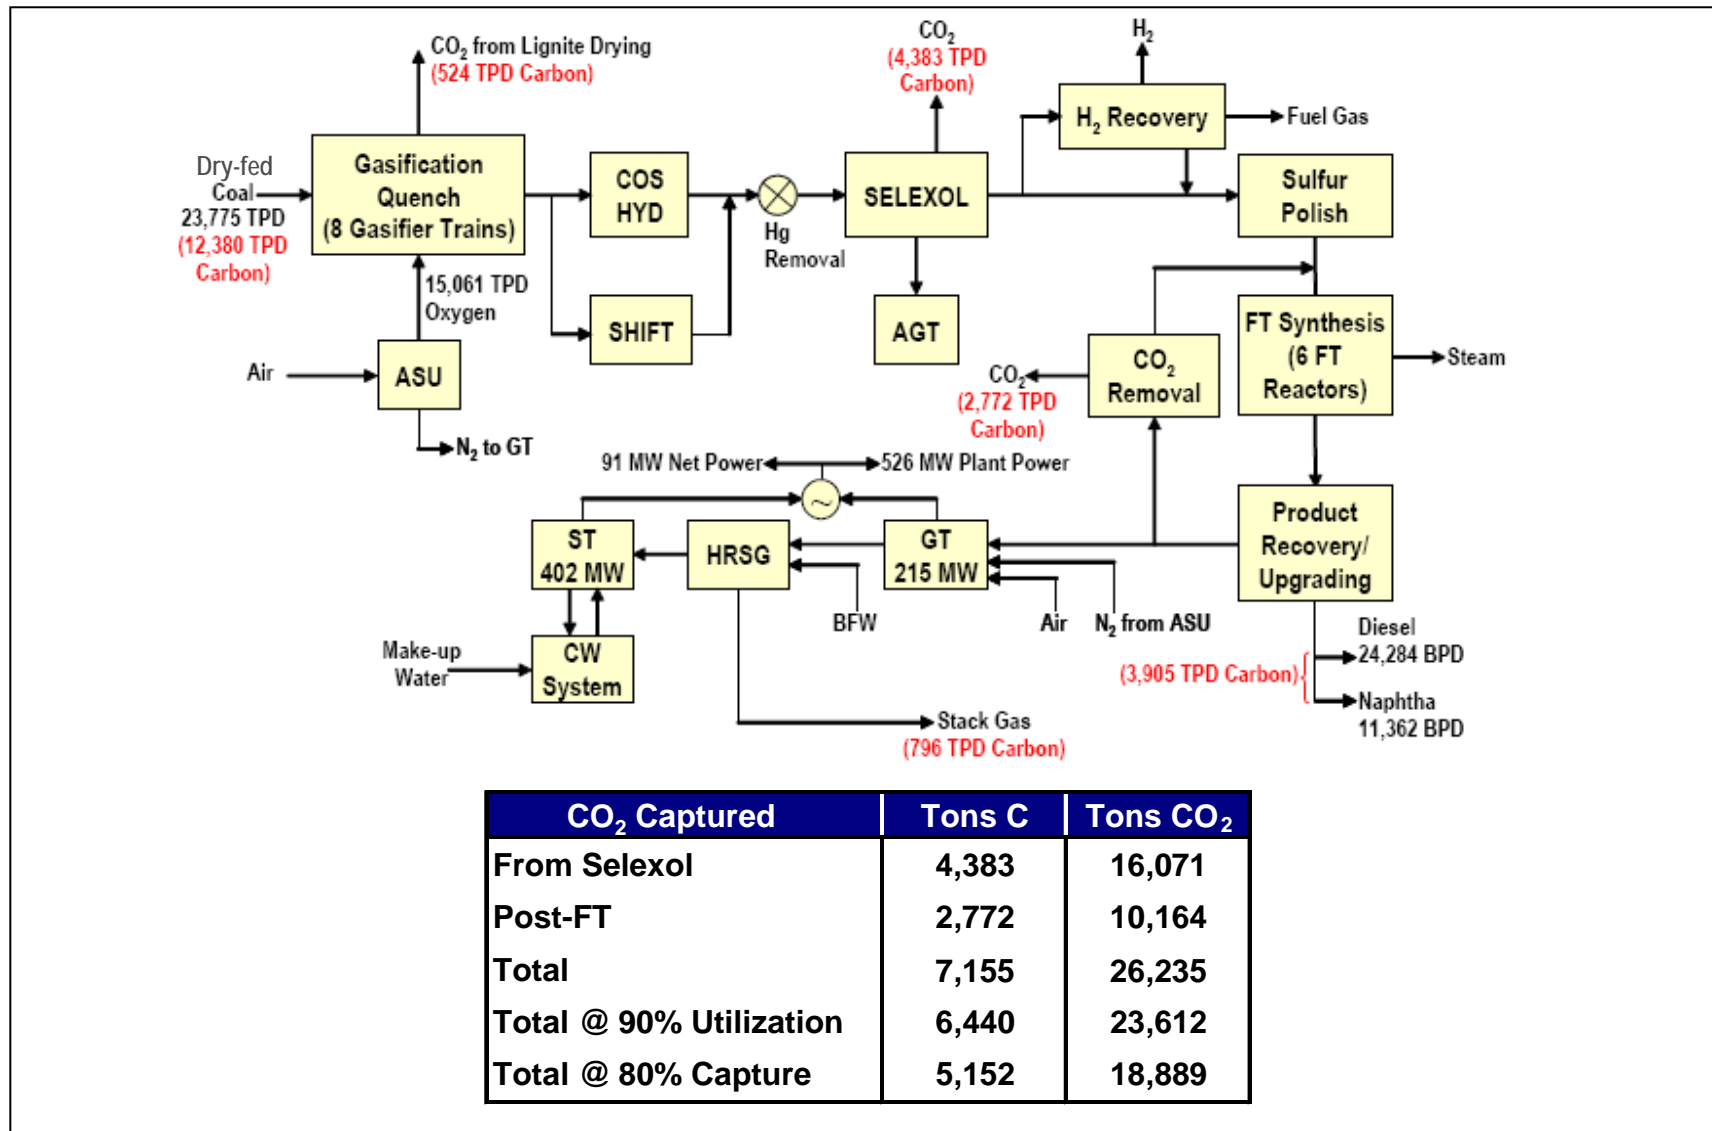 CO₂ from Lignite Drying
(524 TPD Carbon)
CO₂
(4,383 TPD
Carbon)
H₂
H₂ Recovery
Fuel Gas
Dry-fed
Coal
23,775 TPD
(12,380 TPD
Carbon)
Gasification
Quench
(8 Gasifier Trains)
COS
HYD
Hg
Removal
SELEXOL
Sulfur
Polish
15,061 TPD
Oxygen
SHIFT
AGT
CO₂
Removal
FT Synthesis
(6 FT
Reactors)
Steam
Air
ASU
CO₂
(2,772 TPD
Carbon)
N₂ to GT
91 MW Net Power
526 MW Plant Power
~
ST
402 MW
HRSG
GT
215 MW
Product
Recovery/
Upgrading
BFW
Air
N₂ from ASU
Make-up
Water
CW
System
Diesel
24,284 BPD
(3,905 TPD Carbon)
Naphtha
11,362 BPD
Stack Gas
(796 TPD Carbon)
CO₂ Captured Tons C Tons CO₂
From Selexol 4,383 16,071
Post-FT 2,772 10,164
Total 7,155 26,235
Total @ 90% Utilization 6,440 23,612
Total @ 80% Capture 5,152 18,889